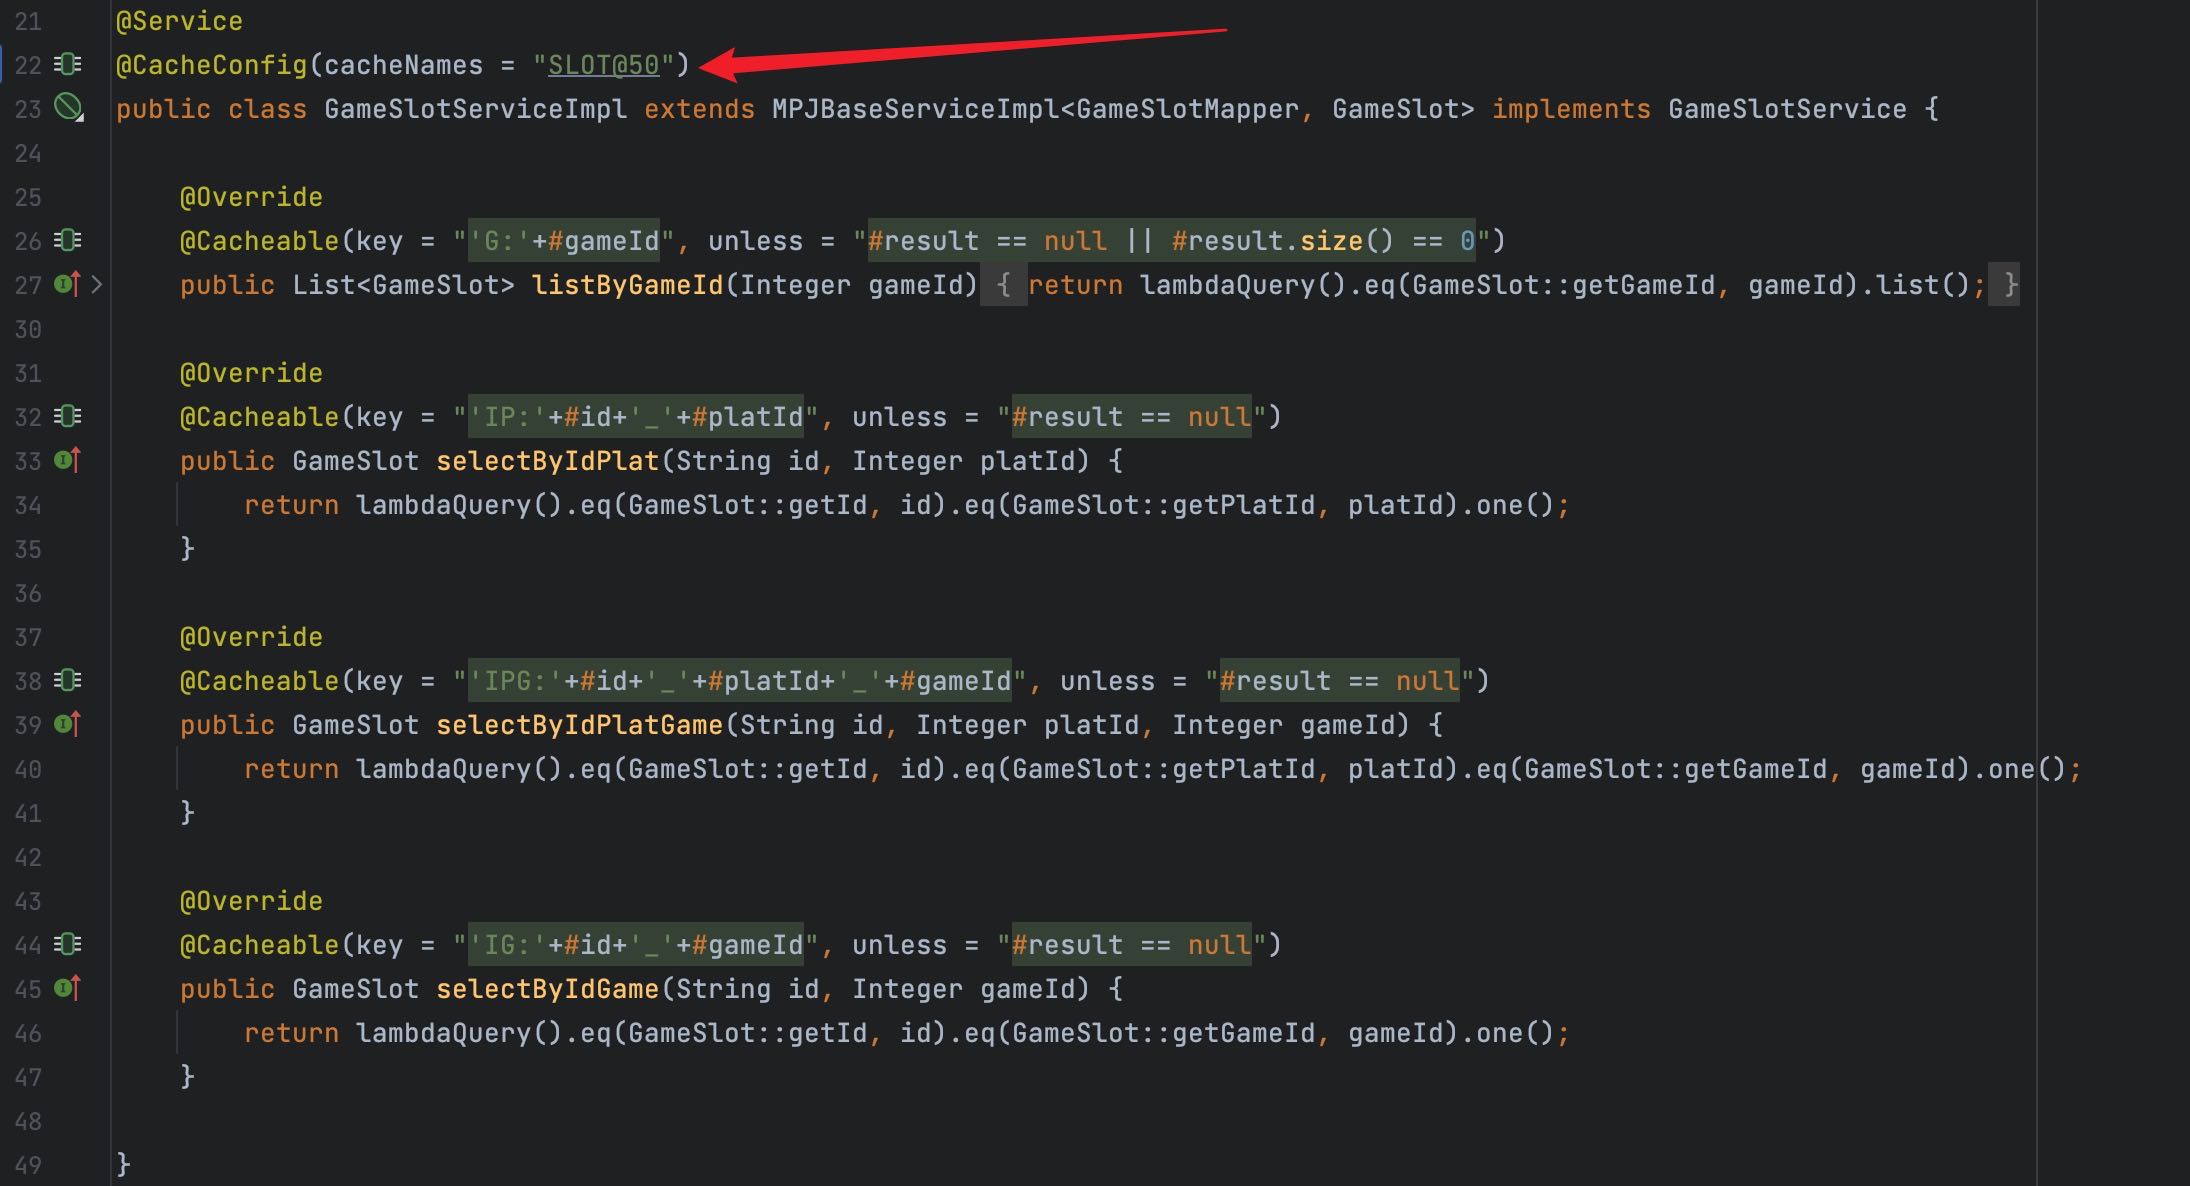 21 @Service
22 @CacheConfig(cacheNames = "SLOT@50")
23 public class GameSlotServiceImpl extends MPJBaseServiceImpl<GameSlotMapper, GameSlot> implements GameSlotService {
24
25 @Override
26 @Cacheable(key = "'G:'+#gameId", unless = "#result == null || #result.size() == 0")
27 public List<GameSlot> listByGameId(Integer gameId) { return lambdaQuery().eq(GameSlot::getGameId, gameId).list(); }
30
31 @Override
32 @Cacheable(key = "'IP:'+#id+'_'+#platId", unless = "#result == null")
33 public GameSlot selectByIdPlat(String id, Integer platId) {
34 return lambdaQuery().eq(GameSlot::getId, id).eq(GameSlot::getPlatId, platId).one();
35 }
36
37 @Override
38 @Cacheable(key = "'IPG:'+#id+'_'+#platId+'_'+#gameId", unless = "#result == null")
39 public GameSlot selectByIdPlatGame(String id, Integer platId, Integer gameId) {
40 return lambdaQuery().eq(GameSlot::getId, id).eq(GameSlot::getPlatId, platId).eq(GameSlot::getGameId, gameId).one();
41 }
42
43 @Override
44 @Cacheable(key = "'IG:'+#id+'_'+#gameId", unless = "#result == null")
45 public GameSlot selectByIdGame(String id, Integer gameId) {
46 return lambdaQuery().eq(GameSlot::getId, id).eq(GameSlot::getGameId, gameId).one();
47 }
48
49 }